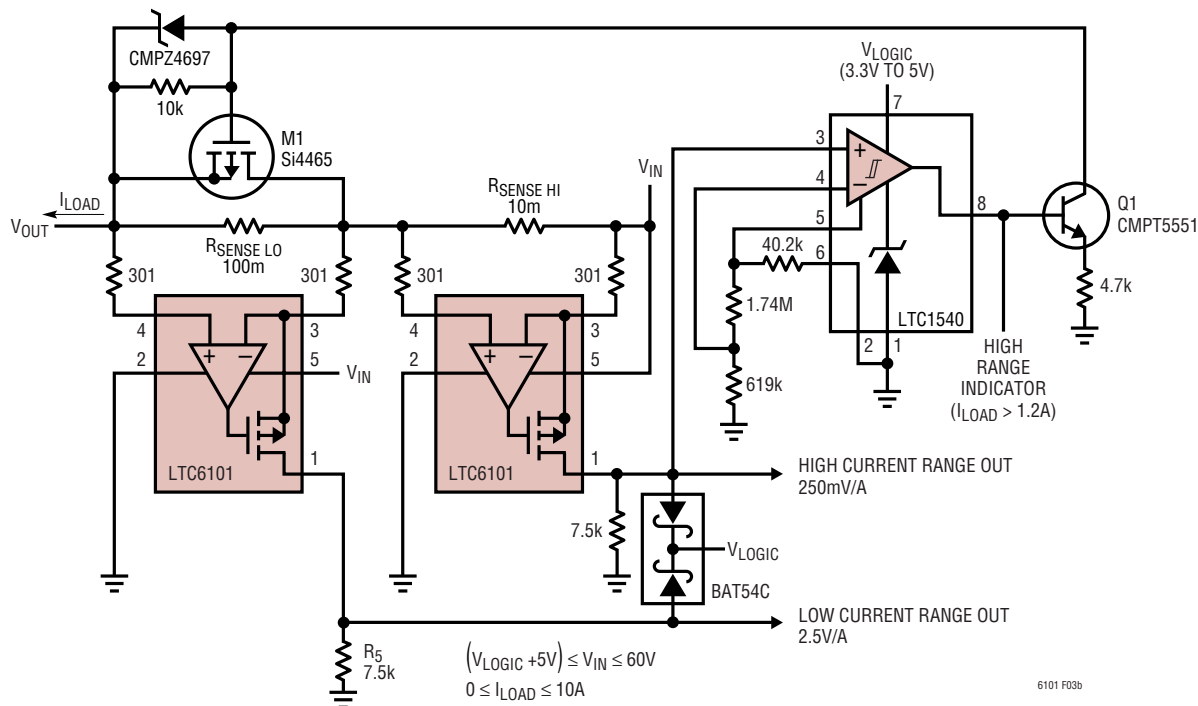 CMPZ4697
10k
M1
Si4465
VLOGIC
(3.3V TO 5V)
7
3
4
5
6
8
+
−
40.2k
1.74M
619k
2
1
LTC1540
Q1
CMPT5551
4.7k
HIGH
RANGE
INDICATOR
(ILOAD > 1.2A)
VIN
ILOAD
VOUT
RSENSE LO
100m
RSENSE HI
10m
301
301
301
301
4
3
2
5
+
−
VIN
1
LTC6101
4
3
2
5
+
−
1
LTC6101
HIGH CURRENT RANGE OUT
250mV/A
7.5k
VLOGIC
BAT54C
LOW CURRENT RANGE OUT
2.5V/A
R5
7.5k
(VLOGIC +5V) ≤ VIN ≤ 60V
0 ≤ ILOAD ≤ 10A
6101 F03b